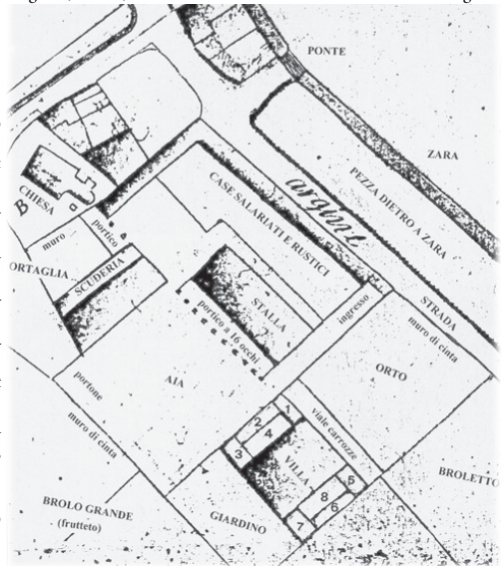 PONTE
ZARA
CASE SALARIATI E RUSTICI
argine
PEZZA DIETRO A ZARA
CHIESA
B
muro
portico
ORTAGLIA
SCUDERIA
STALLA
portico a 16 occhi
ingresso
STRADA
muro di cinta
ORTO
AIA
portone
muro di cinta
viale carrozze
1
2
4
3
VILLA
5
8
6
7
BROLETTO
BROLO GRANDE
(frutteto)
GIARDINO